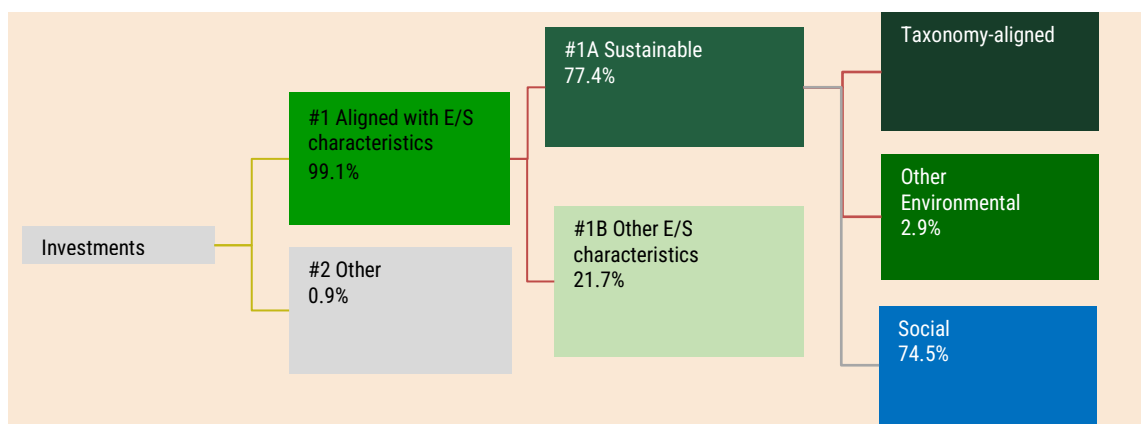 Investments
#1 Aligned with E/S
characteristics
99.1%
#2 Other
0.9%
#1A Sustainable
77.4%
#1B Other E/S
characteristics
21.7%
Taxonomy-aligned
Other
Environmental
2.9%
Social
74.5%